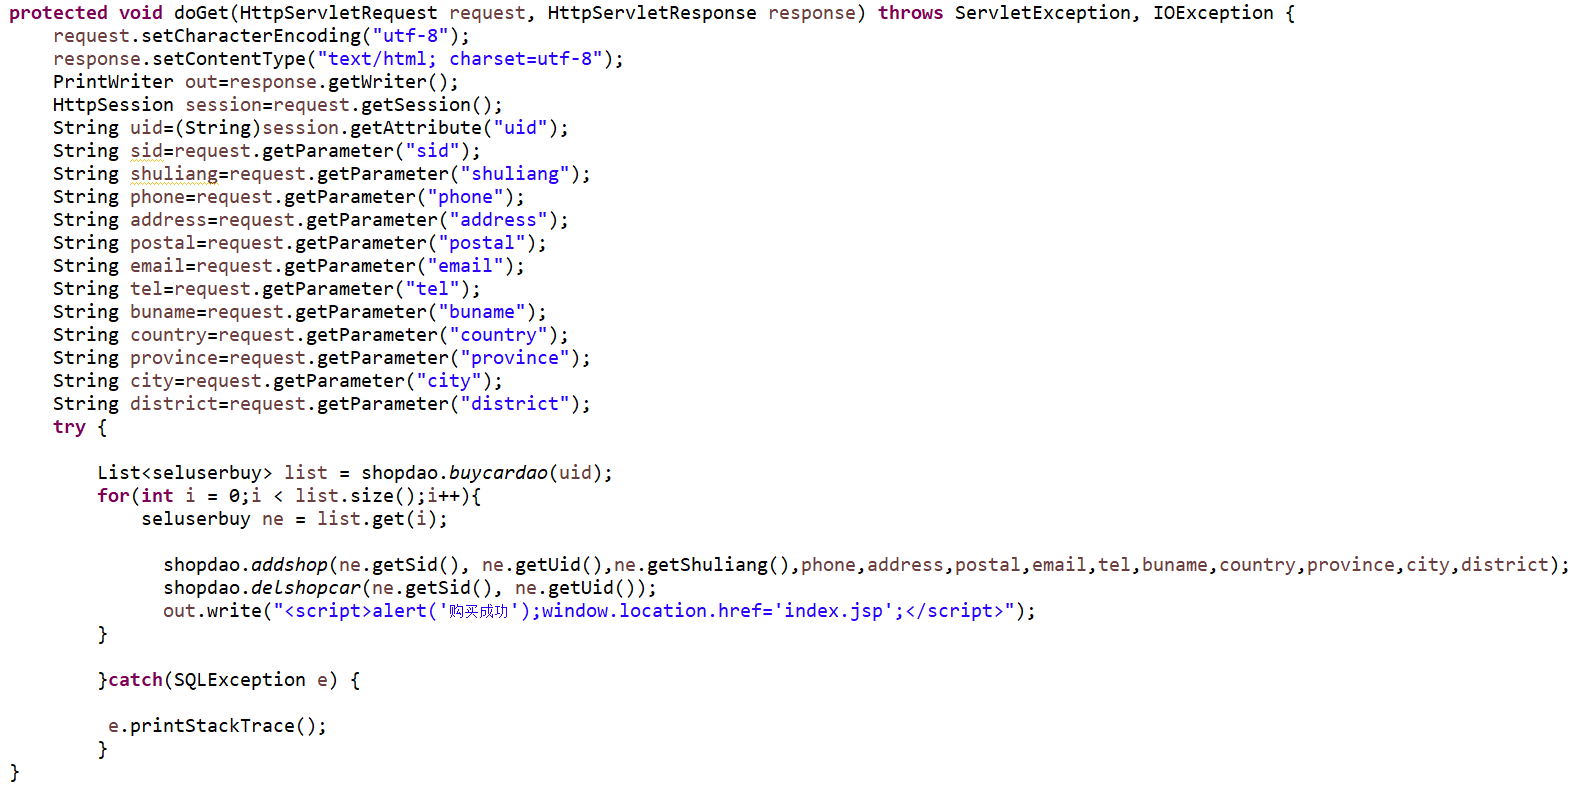 protected void doGet(HttpServletRequest request, HttpServletResponse response) throws ServletException, IOException {
    request.setCharacterEncoding("utf-8");
    response.setContentType("text/html; charset=utf-8");
    PrintWriter out=response.getWriter();
    HttpSession session=request.getSession();
    String uid=(String)session.getAttribute("uid");
    String sid=request.getParameter("sid");
    String shuliang=request.getParameter("shuliang");
    String phone=request.getParameter("phone");
    String address=request.getParameter("address");
    String postal=request.getParameter("postal");
    String email=request.getParameter("email");
    String tel=request.getParameter("tel");
    String buname=request.getParameter("buname");
    String country=request.getParameter("country");
    String province=request.getParameter("province");
    String city=request.getParameter("city");
    String district=request.getParameter("district");
    try {
        List<seluserbuy> list = shopdao.buycardao(uid);
        for(int i = 0;i < list.size();i++){
            seluserbuy ne = list.get(i);
              shopdao.addshop(ne.getSid(), ne.getUid(),ne.getShuliang(),phone,address,postal,email,tel,buname,country,province,city,district);
              shopdao.delshopcar(ne.getSid(), ne.getUid());
              out.write("<script>alert('购买成功');window.location.href='index.jsp';</script>");
        }
        }catch(SQLException e) {
         e.printStackTrace();
        }
}